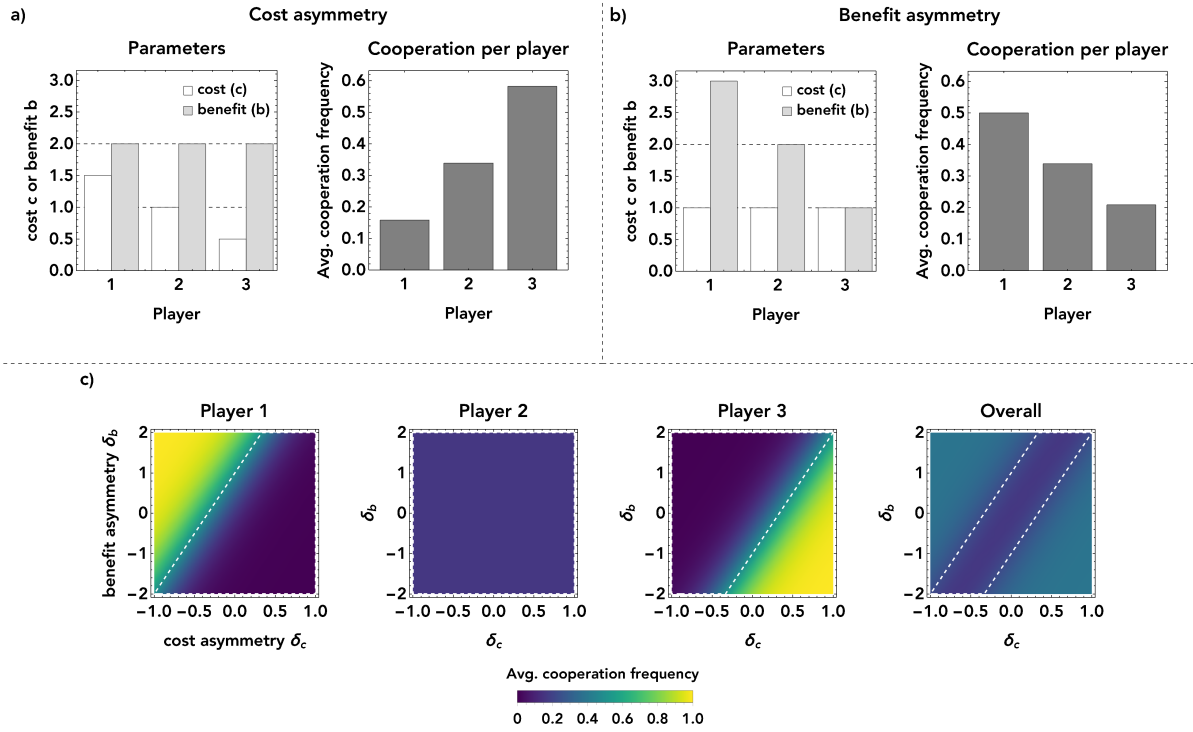 a)
Cost asymmetry
Parameters
cost c or benefit b
3.0
2.5
2.0
1.5
1.0
0.5
0.0
cost (c)
benefit (b)
1 2 3
Player
Cooperation per player
Avg. cooperation frequency
0.6
0.5
0.4
0.3
0.2
0.1
0.0
1 2 3
Player
b)
Benefit asymmetry
Parameters
cost c or benefit b
3.0
2.5
2.0
1.5
1.0
0.5
0.0
cost (c)
benefit (b)
1 2 3
Player
Cooperation per player
Avg. cooperation frequency
0.6
0.5
0.4
0.3
0.2
0.1
0.0
1 2 3
Player
c)
Player 1
benefit asymmetry δb
2
1
0
−1
−2
−1.0 −0.5 0.0 0.5 1.0
cost asymmetry δc
Player 2
δb
2
1
0
−1
−2
−1.0 −0.5 0.0 0.5 1.0
δc
Player 3
δb
2
1
0
−1
−2
−1.0 −0.5 0.0 0.5 1.0
δc
Overall
δb
2
1
0
−1
−2
−1.0 −0.5 0.0 0.5 1.0
δc
Avg. cooperation frequency
0 0.2 0.4 0.6 0.8 1.0